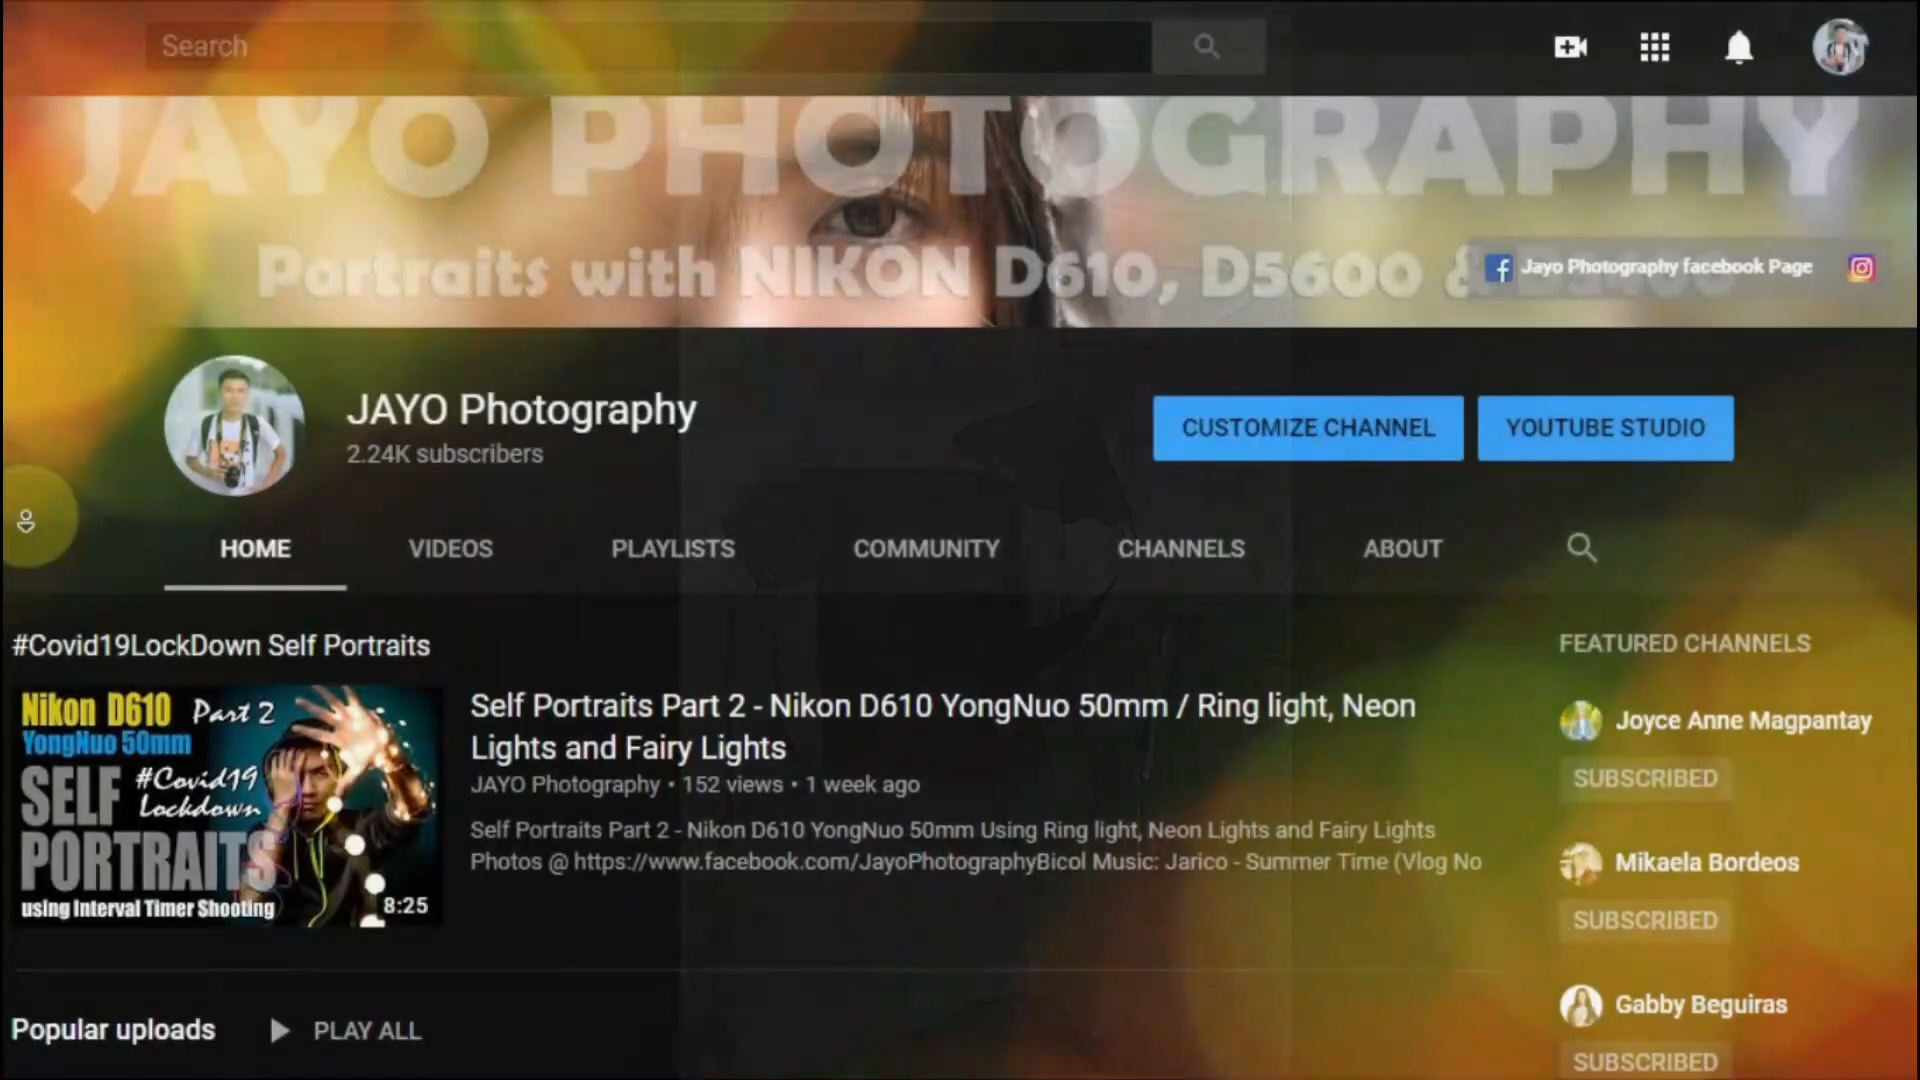 Search
JAYO PHOTOGRAPHY
Portraits with NIKON D610, D5600 & D3400
Jayo Photography facebook Page
JAYO Photography
2.24K subscribers
CUSTOMIZE CHANNEL
YOUTUBE STUDIO
HOME
VIDEOS
PLAYLISTS
COMMUNITY
CHANNELS
ABOUT
#Covid19LockDown Self Portraits
Nikon D610 Part 2
YongNuo 50mm
#Covid19
Lockdown
SELF
PORTRAITS
using Interval Timer Shooting
8:25
Self Portraits Part 2 - Nikon D610 YongNuo 50mm / Ring light, Neon
Lights and Fairy Lights
JAYO Photography • 152 views • 1 week ago
Self Portraits Part 2 - Nikon D610 YongNuo 50mm Using Ring light, Neon Lights and Fairy Lights
Photos @ https://www.facebook.com/JayoPhotographyBicol Music: Jarico - Summer Time (Vlog No
FEATURED CHANNELS
Joyce Anne Magpantay
SUBSCRIBED
Mikaela Bordeos
SUBSCRIBED
Gabby Beguiras
SUBSCRIBED
Popular uploads
PLAY ALL